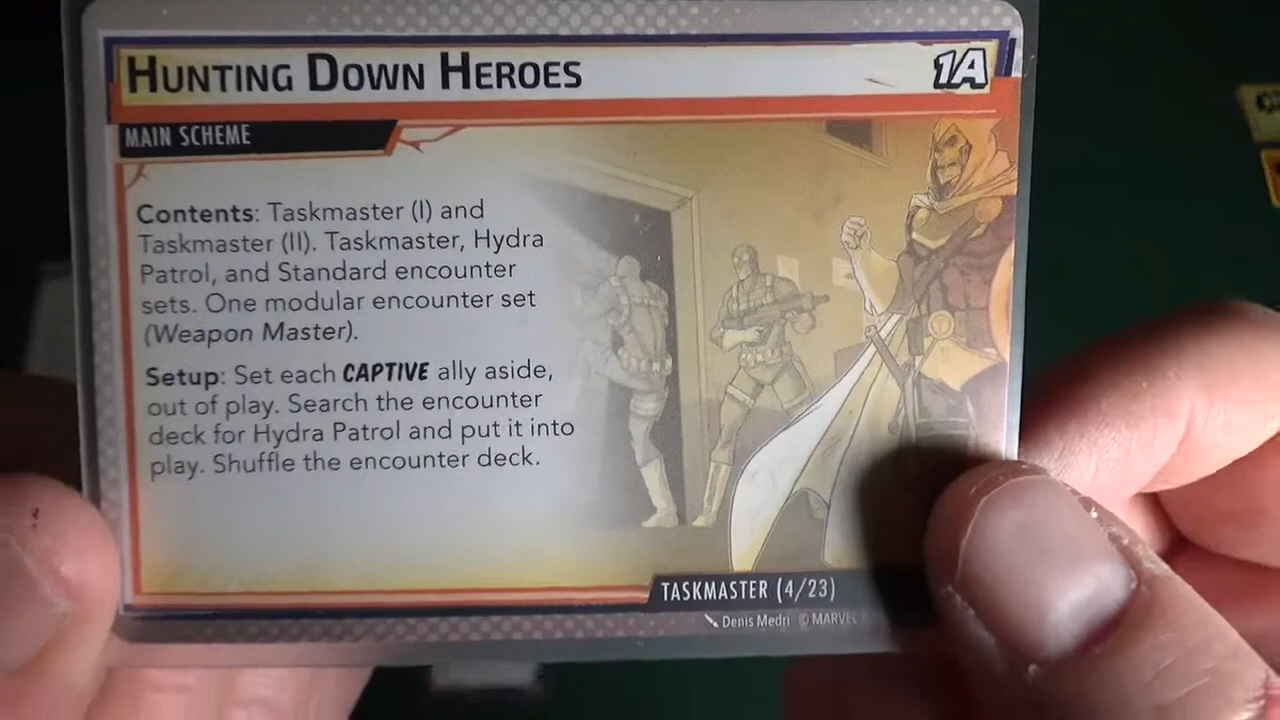 HUNTING DOWN HEROES
1A
MAIN SCHEME
Contents: Taskmaster (I) and
Taskmaster (II). Taskmaster, Hydra
Patrol, and Standard encounter
sets. One modular encounter set
(Weapon Master).
Setup: Set each CAPTIVE ally aside,
out of play. Search the encounter
deck for Hydra Patrol and put it into
play. Shuffle the encounter deck.
TASKMASTER (4/23)
Denis Medri © MARVEL